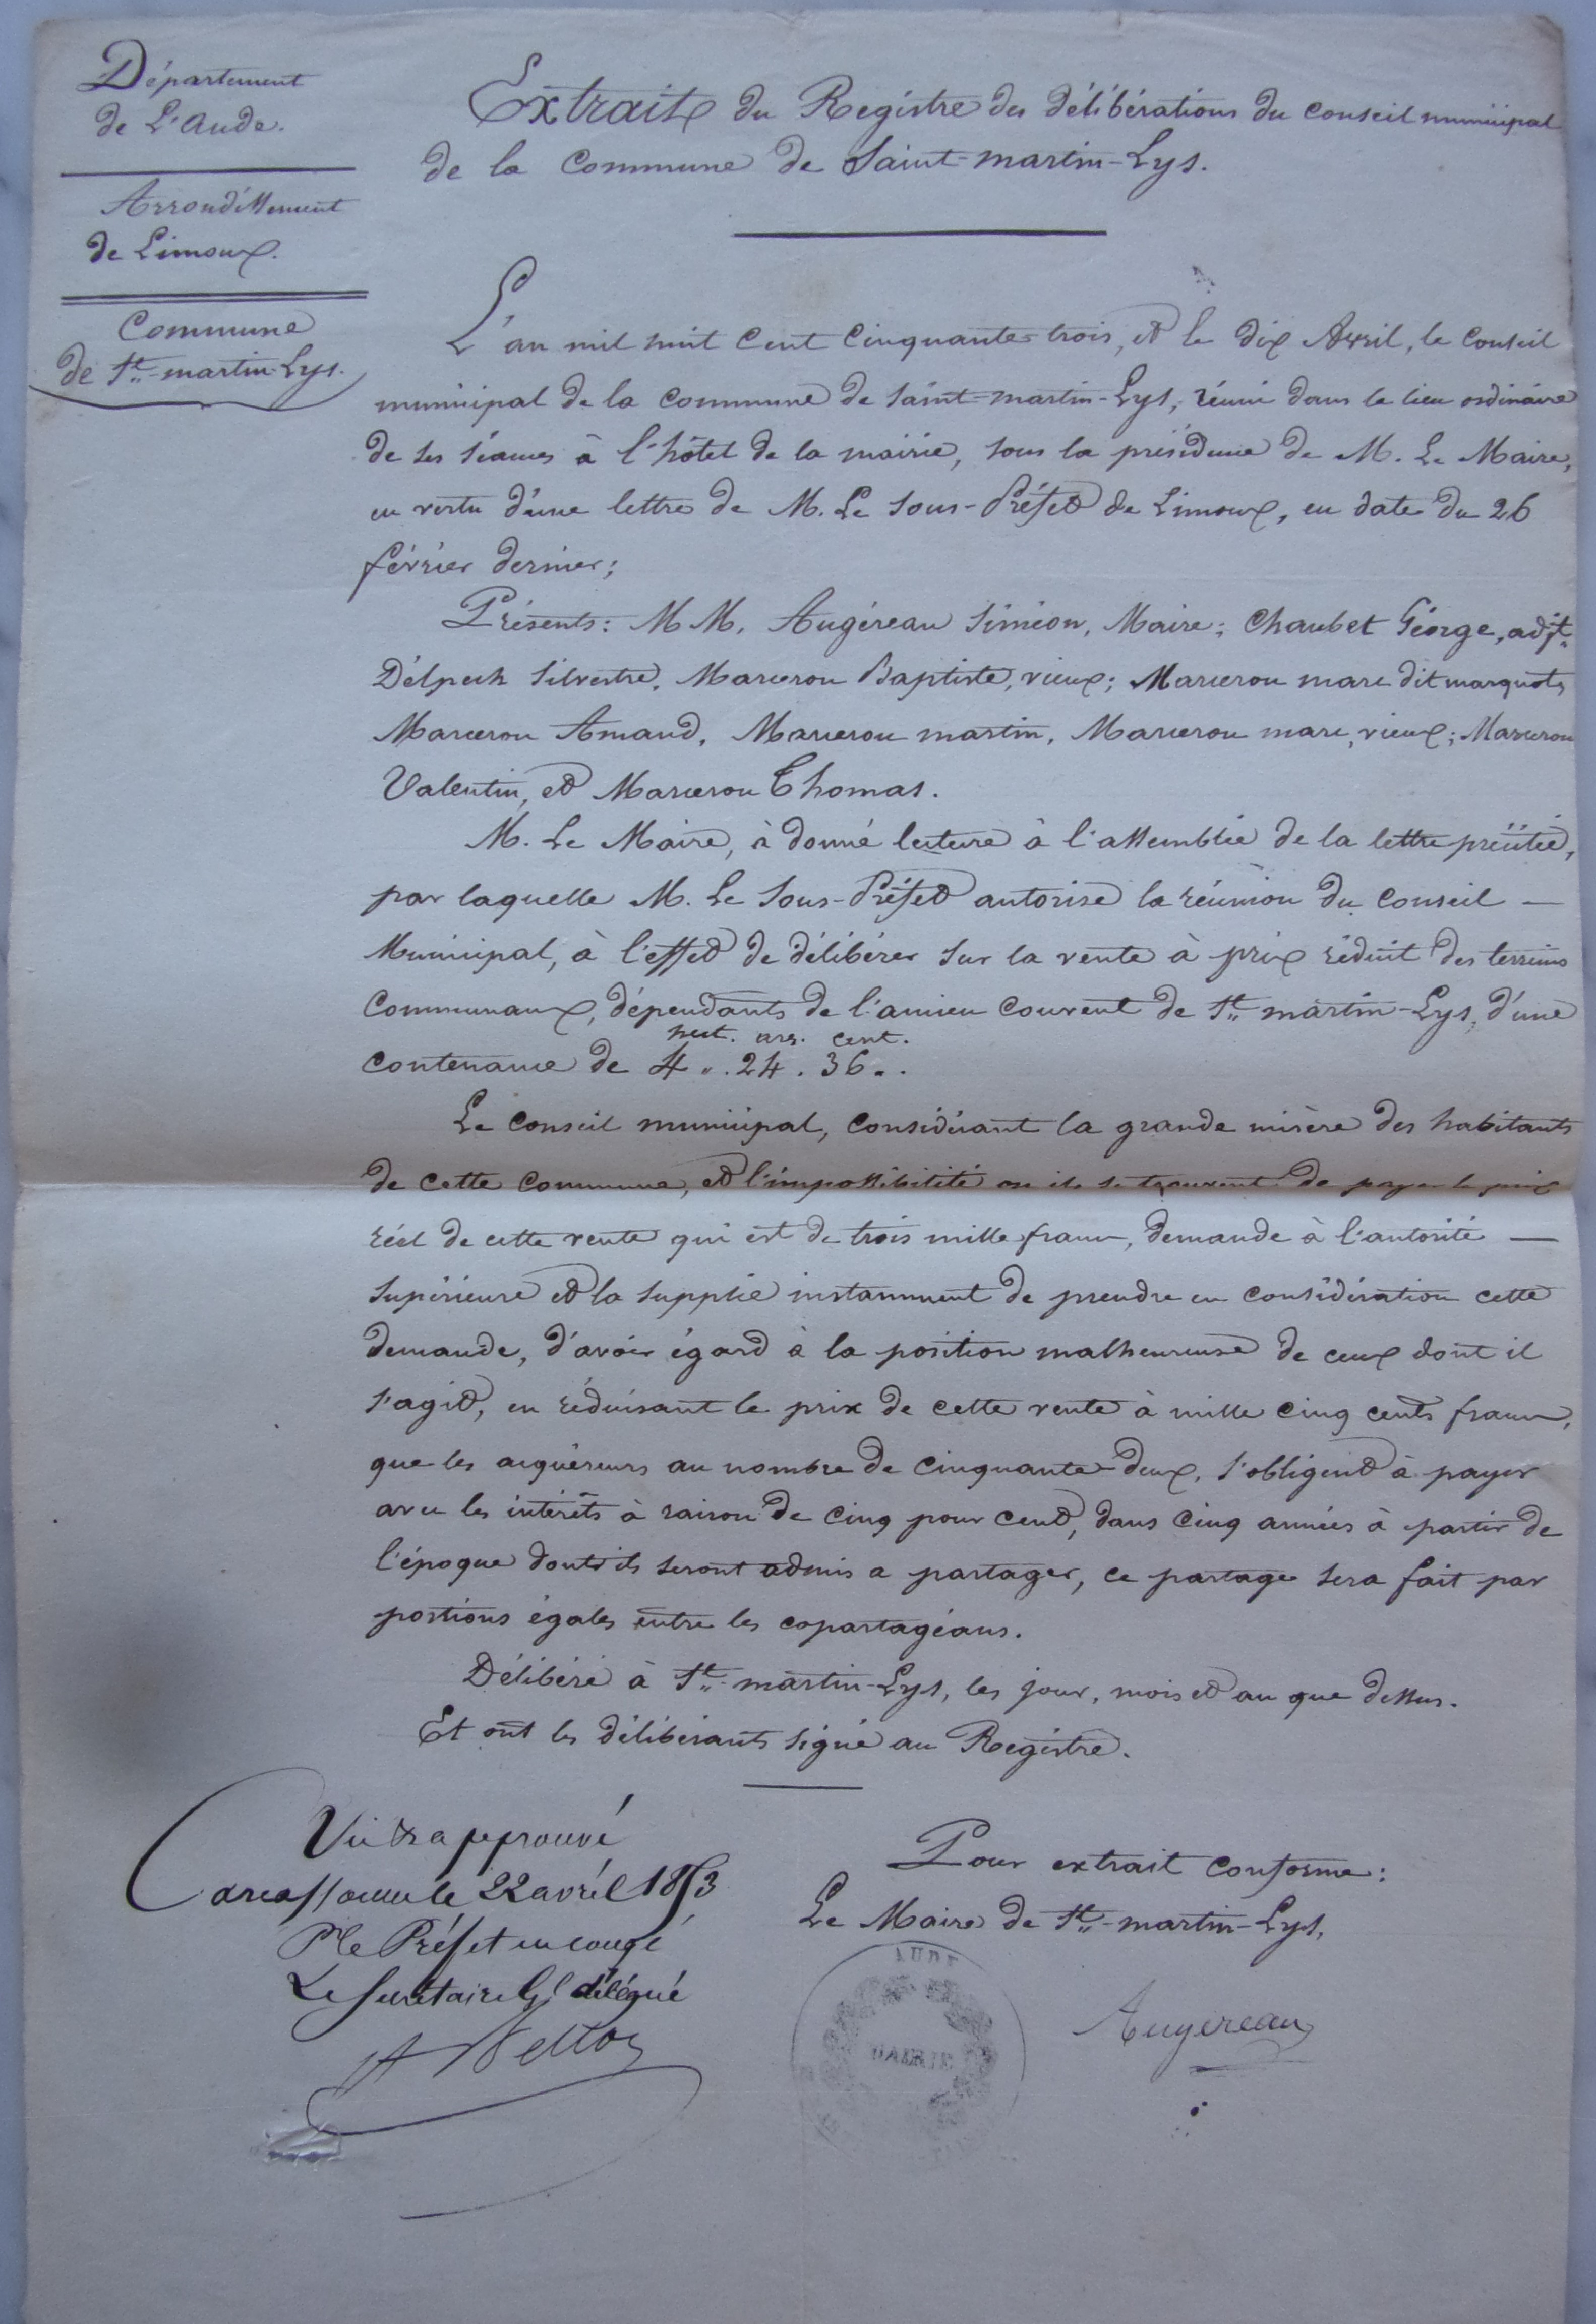 Département
de L'Aude.
Arrondissement
de Limoux.
Commune
de St.-martin-Lys.
Extrait du Registre des délibérations du conseil municipal
de la Commune de Saint-martin-Lys.
L'an mil huit Cent Cinquante-trois, et le dix Avril, le Conseil
municipal de la Commune de Saint-martin-Lys, réuni dans le lieu ordinaire
de ses séances à l'hôtel de la mairie, sous la présidence de M. Le Maire,
en vertu d'une lettre de M. Le Sous-Préfet de Limoux, en date du 26
février dernier;
Présents: MM. Augéreau Siméon, Maire; Chaubet Géorge, adjt.
Délpech Silvestre, Marceron Baptiste, vieux; Marceron marc dit marquots
Marceron Amand, Marceron martin, Marceron marc, vieux; Marceron
Valentin, et Marceron Thomas.
M. Le Maire, à donné lecture à l'assemblée de la lettre précitée,
par laquelle M. Le Sous-Préfet autorise la réunion du Conseil —
Municipal, à l'effet de délibérer sur la vente à prix réduit des terrains
Communaux, dépendants de l'ancien Couvent de St. martin-Lys, d'une
hect. ars. cent.
Contenance de 4 . 24 . 36 .
Le Conseil municipal, Considérant la grande misère des habitants
de cette Commune, et l'impossibilité ou ils se trouvent de payer le prix
réel de cette vente qui est de trois mille francs, demande à l'autorité —
Supérieure et la supplie instamment de prendre en considération cette
demande, d'avoir égard à la position malheureuse de ceux dont il
s'agit, en réduisant le prix de cette vente à mille cinq cents francs,
que les acquéreurs au nombre de Cinquante-deux, s'obligent à payer
avec les intérêts à raison de Cinq pour Cent, dans Cinq années à partir de
l'époque dont ils seront admis a partager, ce partage sera fait par
portions égales entre les copartagéans.
Délibéré à St.-martin-Lys, les jour, mois et an que dessus.
Et ont les délibérants signé au Registre.
Vu & approuvé
Carcassonne le 22 avril 1853
Pr le Préfet en congé
Le Secrétaire Gl délégué
Pour extrait Conforme:
Le Maire de St.-martin-Lys,
AUDE
MAIRIE
Augereau